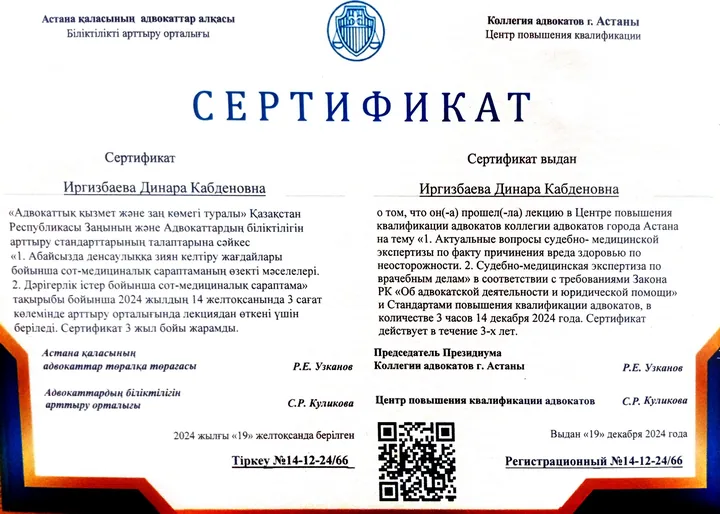 Астана қаласының адвокаттар алқасы
Біліктілікті арттыру орталығы
Коллегия адвокатов г. Астаны
Центр повышения квалификации
СЕРТИФИКАТ
Сертификат
Иргизбаева Динара Кабденовна
«Адвокаттық қызмет және заң көмегі туралы» Қазақстан
Республикасы Заңының және Адвокаттардың біліктілігін
арттыру стандарттарының талаптарына сәйкес
«1. Абайсызда денсаулыққа зиян келтіру жағдайлары
бойынша сот-медициналық сараптаманың өзекті мәселелері.
2. Дәрігерлік істер бойынша сот-медициналық сараптама»
тақырыбы бойынша 2024 жылдың 14 желтоқсанында 3 сағат
көлемінде арттыру орталығында лекциядан өткені үшін
беріледі. Сертификат 3 жыл бойы жарамды.
Астана қаласының
адвокаттар төралқа төрағасы
Р.Е. Узканов
Адвокаттардың біліктілігін
арттыру орталығы
С.Р. Куликова
2024 жылғы «19» желтоқсанда берілген
Тіркеу №14-12-24/66
Сертификат выдан
Иргизбаева Динара Кабденовна
о том, что он(-а) прошел(-ла) лекцию в Центре повышения
квалификации адвокатов коллегии адвокатов города Астана
на тему «1. Актуальные вопросы судебно- медицинской
экспертизы по факту причинения вреда здоровью по
неосторожности. 2. Судебно-медицинская экспертиза по
врачебным делам» в соответствии с требованиями Закона
РК «Об адвокатской деятельности и юридической помощи»
и Стандартами повышения квалификации адвокатов, в
количестве 3 часов 14 декабря 2024 года. Сертификат
действует в течение 3-х лет.
Председатель Президиума
Коллегии адвокатов г. Астаны
Р.Е. Узканов
Центр повышения квалификации адвокатов
С.Р. Куликова
Выдан «19» декабря 2024 года
Регистрационный №14-12-24/66